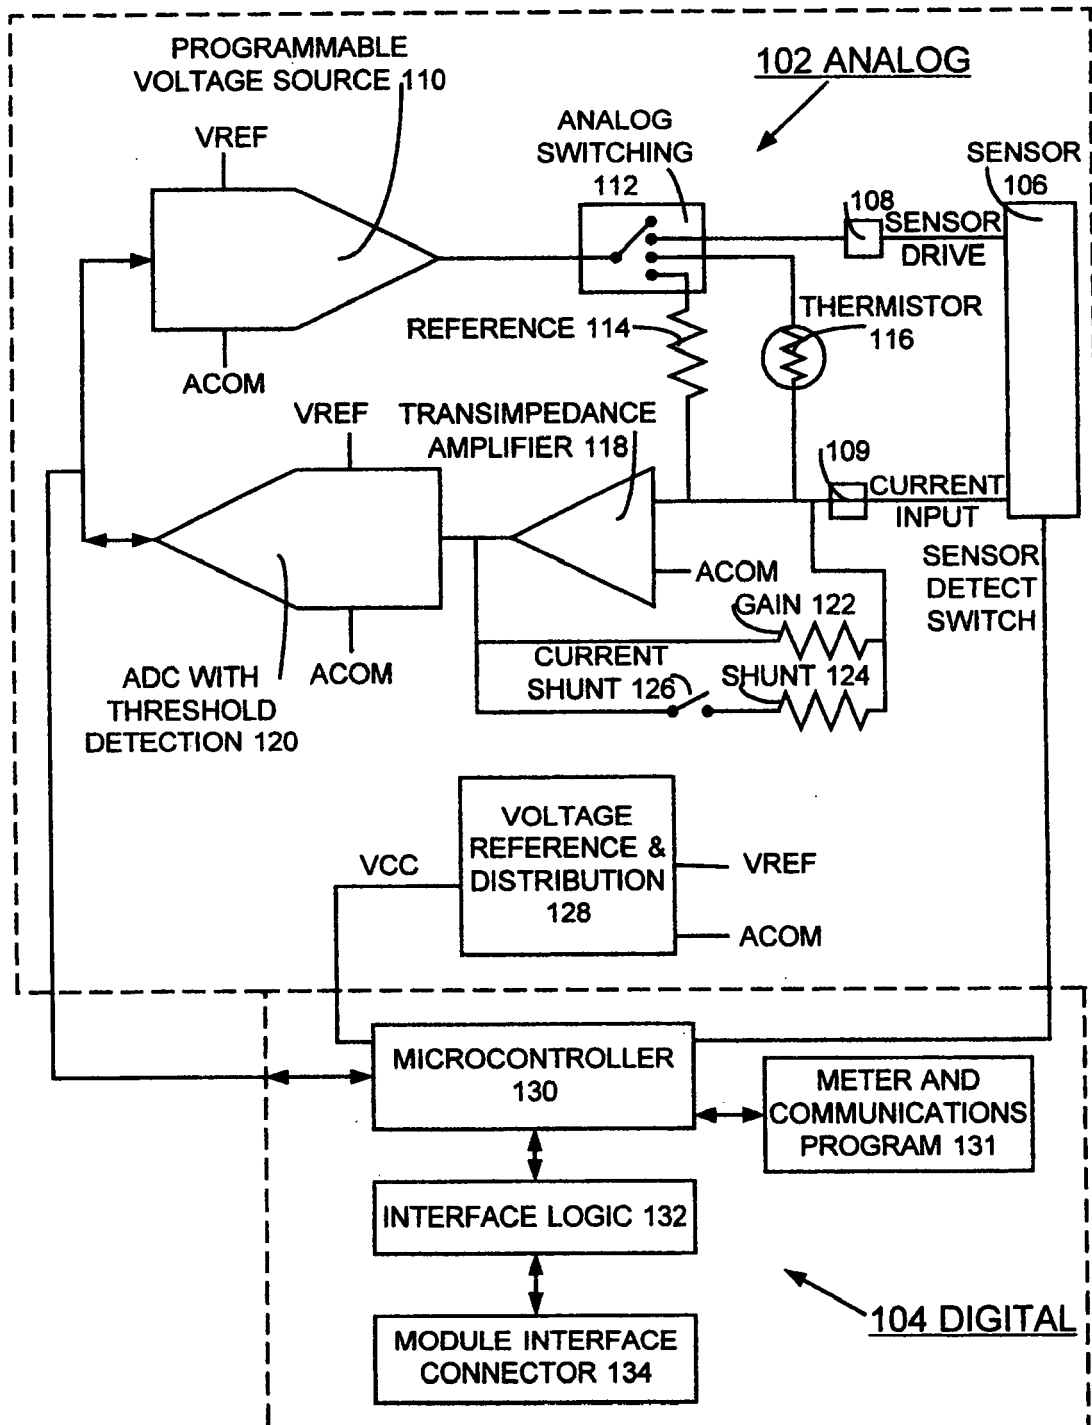 PROGRAMMABLE
VOLTAGE SOURCE 110
102 ANALOG
VREF
ANALOG
SWITCHING
112
SENSOR
106
108
SENSOR
DRIVE
REFERENCE 114
THERMISTOR
116
ACOM
VREF
TRANSIMPEDANCE
AMPLIFIER 118
109
CURRENT
INPUT
ACOM
SENSOR
DETECT
SWITCH
GAIN 122
ADC WITH
THRESHOLD
DETECTION 120
ACOM
CURRENT
SHUNT 126
SHUNT 124
VOLTAGE
REFERENCE &
DISTRIBUTION
128
VCC
VREF
ACOM
MICROCONTROLLER
130
METER AND
COMMUNICATIONS
PROGRAM 131
INTERFACE LOGIC 132
104 DIGITAL
MODULE INTERFACE
CONNECTOR 134